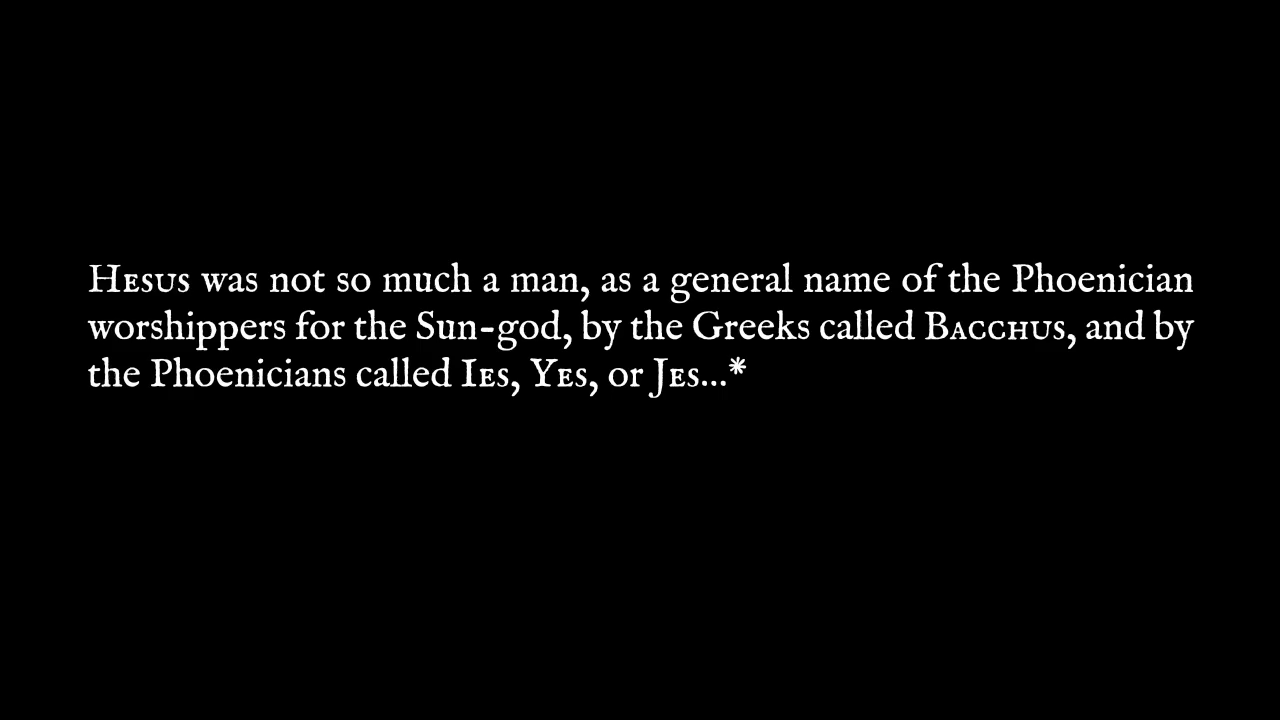 Hesus was not so much a man, as a general name of the Phoenician
worshippers for the Sun-god, by the Greeks called Bacchus, and by
the Phoenicians called Ies, Yes, or Jes...*